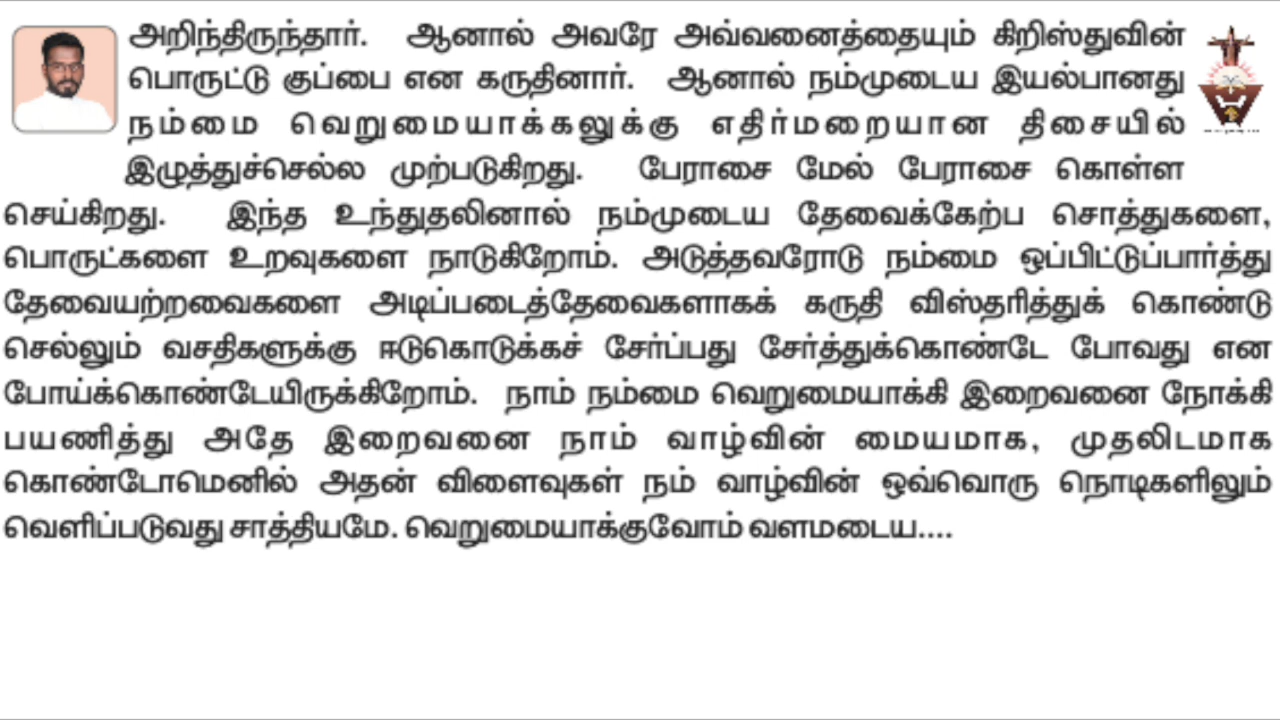 அறிந்திருந்தார். ஆனால் அவரே அவ்வனைத்தையும் கிறிஸ்துவின்
பொருட்டு குப்பை என கருதினார். ஆனால் நம்முடைய இயல்பானது
நம்மை வெறுமையாக்கலுக்கு எதிர்மறையான திசையில்
இழுத்துச்செல்ல முற்படுகிறது. பேராசை மேல் பேராசை கொள்ள
செய்கிறது. இந்த உந்துதலினால் நம்முடைய தேவைக்கேற்ப சொத்துகளை,
பொருட்களை உறவுகளை நாடுகிறோம். அடுத்தவரோடு நம்மை ஒப்பிட்டுப்பார்த்து
தேவையற்றவைகளை அடிப்படைத்தேவைகளாகக் கருதி விஸ்தரித்துக் கொண்டு
செல்லும் வசதிகளுக்கு ஈடுகொடுக்கச் சேர்ப்பது சேர்த்துக்கொண்டே போவது என
போய்க்கொண்டேயிருக்கிறோம். நாம் நம்மை வெறுமையாக்கி இறைவனை நோக்கி
பயணித்து அதே இறைவனை நாம் வாழ்வின் மையமாக, முதலிடமாக
கொண்டோமெனில் அதன் விளைவுகள் நம் வாழ்வின் ஒவ்வொரு நொடிகளிலும்
வெளிப்படுவது சாத்தியமே. வெறுமையாக்குவோம் வளமடைய....